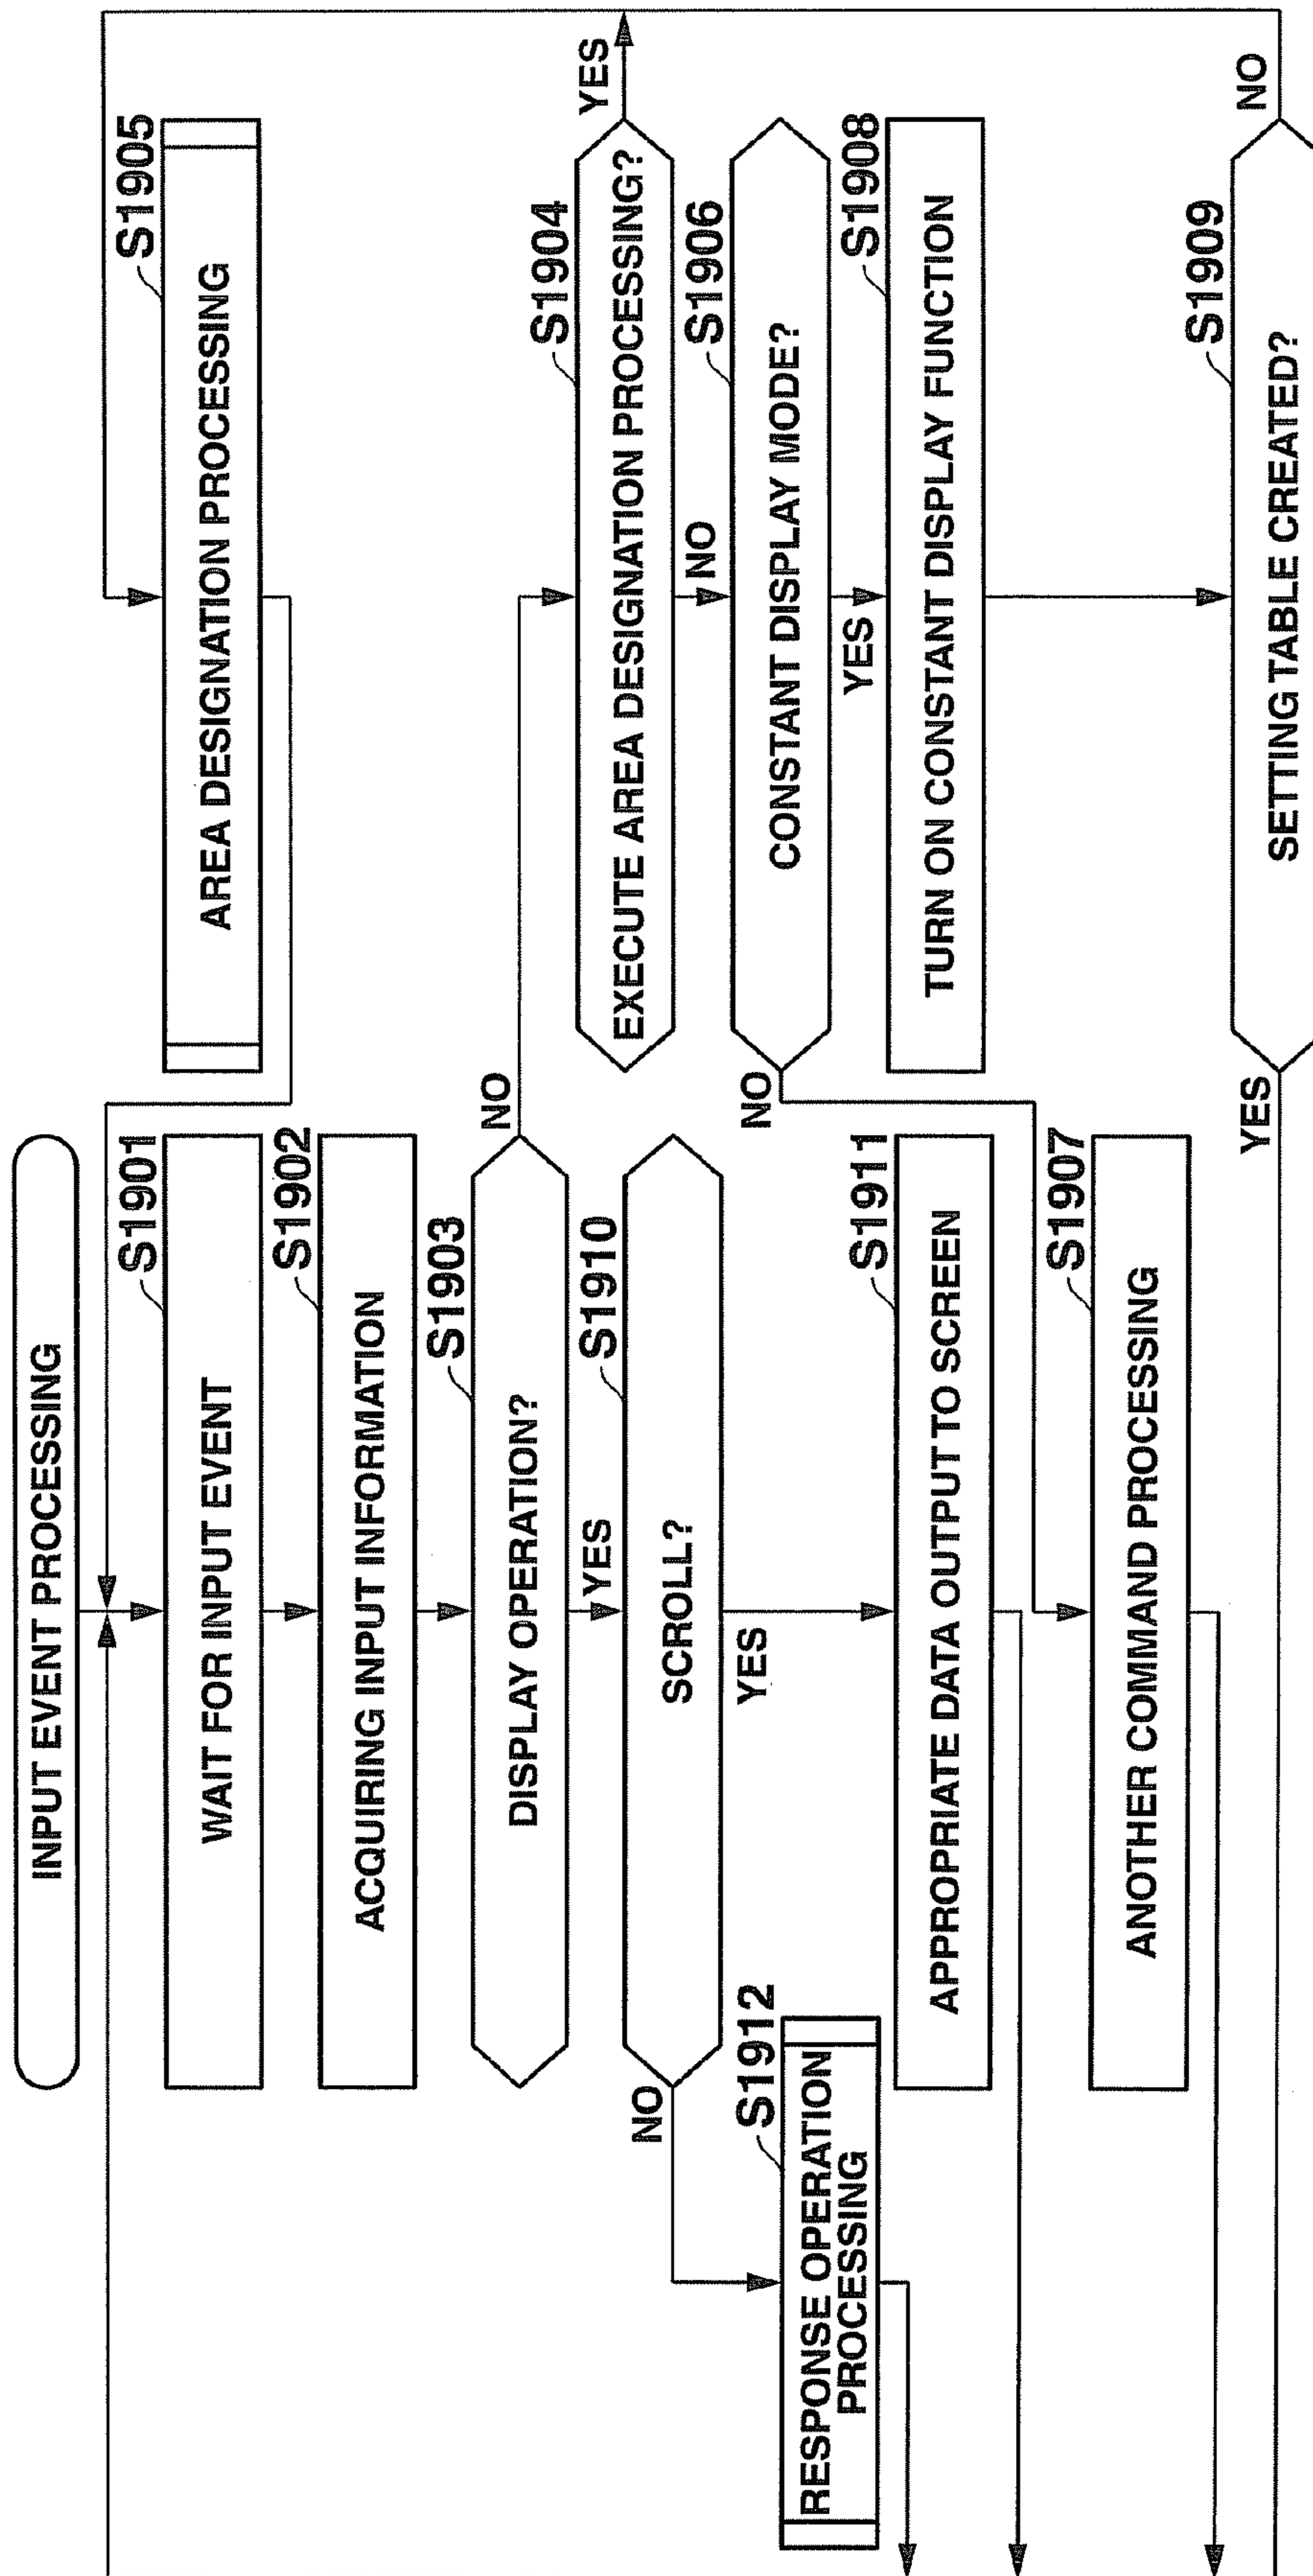 INPUT EVENT PROCESSING
S1901
WAIT FOR INPUT EVENT
S1902
ACQUIRING INPUT INFORMATION
S1903
DISPLAY OPERATION?
NO
YES
S1910
SCROLL?
NO
YES
S1912
RESPONSE OPERATION
PROCESSING
S1911
APPROPRIATE DATA OUTPUT TO SCREEN
S1907
ANOTHER COMMAND PROCESSING
S1905
AREA DESIGNATION PROCESSING
S1904
EXECUTE AREA DESIGNATION PROCESSING?
YES
NO
S1906
CONSTANT DISPLAY MODE?
NO
YES
S1908
TURN ON CONSTANT DISPLAY FUNCTION
S1909
SETTING TABLE CREATED?
YES
NO